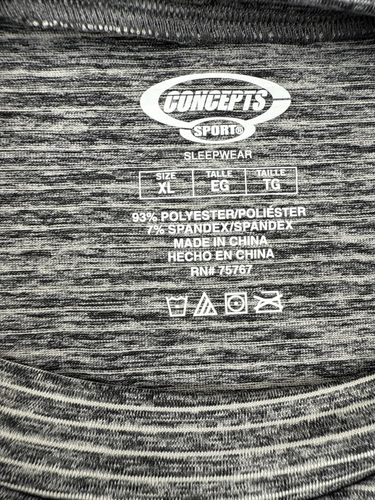 CONCEPTS
SPORT®
SLEEPWEAR
SIZE TAILLE TALLE
XL EG TG
93% POLYESTER/POLIÉSTER
7% SPANDEX/SPANDEX
MADE IN CHINA
HECHO EN CHINA
RN# 75767